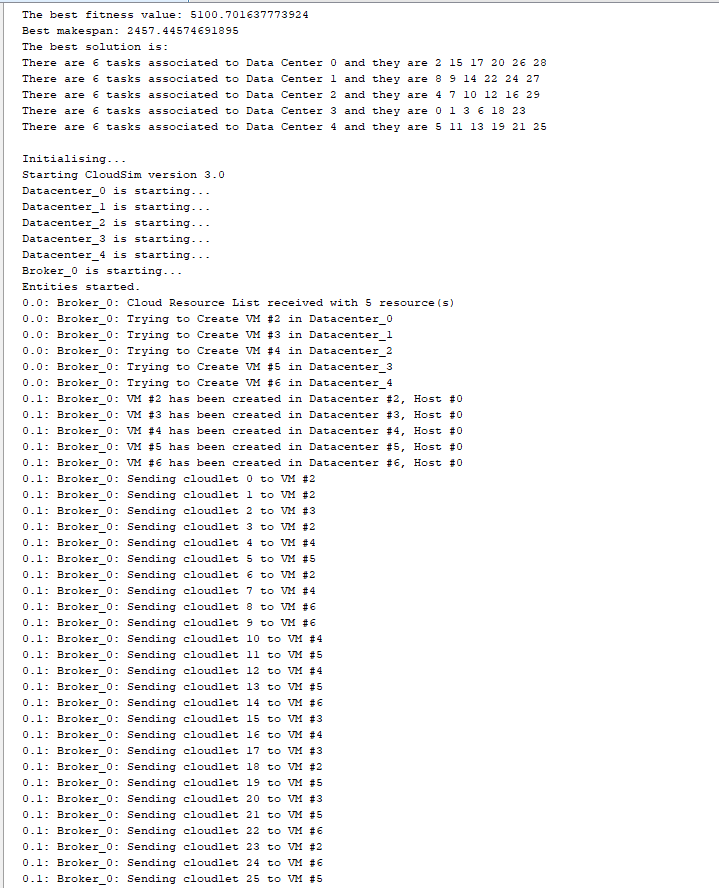 The best fitness value: 5100.701637773924
Best makespan: 2457.44574691895
The best solution is:
There are 6 tasks associated to Data Center 0 and they are 2 15 17 20 26 28
There are 6 tasks associated to Data Center 1 and they are 8 9 14 22 24 27
There are 6 tasks associated to Data Center 2 and they are 4 7 10 12 16 29
There are 6 tasks associated to Data Center 3 and they are 0 1 3 6 18 23
There are 6 tasks associated to Data Center 4 and they are 5 11 13 19 21 25
Initialising...
Starting CloudSim version 3.0
Datacenter_0 is starting...
Datacenter_1 is starting...
Datacenter_2 is starting...
Datacenter_3 is starting...
Datacenter_4 is starting...
Broker_0 is starting...
Entities started.
0.0: Broker_0: Cloud Resource List received with 5 resource(s)
0.0: Broker_0: Trying to Create VM #2 in Datacenter_0
0.0: Broker_0: Trying to Create VM #3 in Datacenter_1
0.0: Broker_0: Trying to Create VM #4 in Datacenter_2
0.0: Broker_0: Trying to Create VM #5 in Datacenter_3
0.0: Broker_0: Trying to Create VM #6 in Datacenter_4
0.1: Broker_0: VM #2 has been created in Datacenter #2, Host #0
0.1: Broker_0: VM #3 has been created in Datacenter #3, Host #0
0.1: Broker_0: VM #4 has been created in Datacenter #4, Host #0
0.1: Broker_0: VM #5 has been created in Datacenter #5, Host #0
0.1: Broker_0: VM #6 has been created in Datacenter #6, Host #0
0.1: Broker_0: Sending cloudlet 0 to VM #2
0.1: Broker_0: Sending cloudlet 1 to VM #2
0.1: Broker_0: Sending cloudlet 2 to VM #3
0.1: Broker_0: Sending cloudlet 3 to VM #2
0.1: Broker_0: Sending cloudlet 4 to VM #4
0.1: Broker_0: Sending cloudlet 5 to VM #5
0.1: Broker_0: Sending cloudlet 6 to VM #2
0.1: Broker_0: Sending cloudlet 7 to VM #4
0.1: Broker_0: Sending cloudlet 8 to VM #6
0.1: Broker_0: Sending cloudlet 9 to VM #6
0.1: Broker_0: Sending cloudlet 10 to VM #4
0.1: Broker_0: Sending cloudlet 11 to VM #5
0.1: Broker_0: Sending cloudlet 12 to VM #4
0.1: Broker_0: Sending cloudlet 13 to VM #5
0.1: Broker_0: Sending cloudlet 14 to VM #6
0.1: Broker_0: Sending cloudlet 15 to VM #3
0.1: Broker_0: Sending cloudlet 16 to VM #4
0.1: Broker_0: Sending cloudlet 17 to VM #3
0.1: Broker_0: Sending cloudlet 18 to VM #2
0.1: Broker_0: Sending cloudlet 19 to VM #5
0.1: Broker_0: Sending cloudlet 20 to VM #3
0.1: Broker_0: Sending cloudlet 21 to VM #5
0.1: Broker_0: Sending cloudlet 22 to VM #6
0.1: Broker_0: Sending cloudlet 23 to VM #2
0.1: Broker_0: Sending cloudlet 24 to VM #6
0.1: Broker_0: Sending cloudlet 25 to VM #5